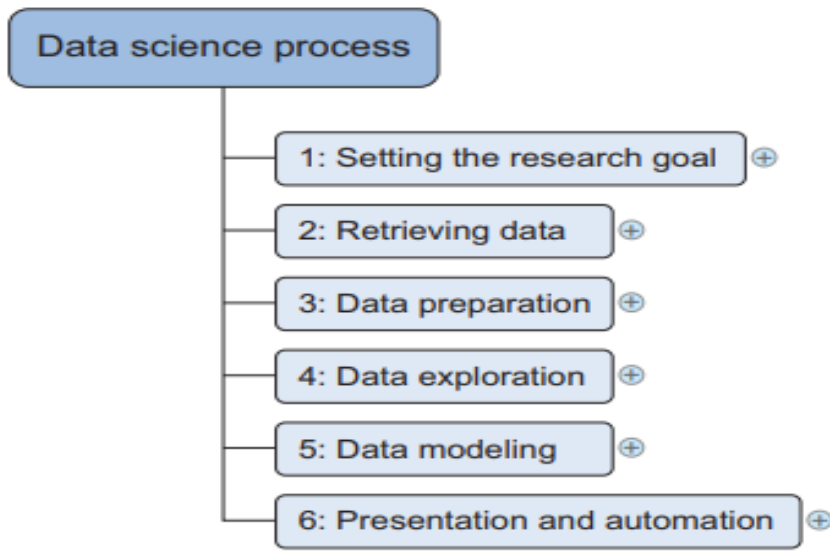 Data science process
1: Setting the research goal
2: Retrieving data
3: Data preparation
4: Data exploration
5: Data modeling
6: Presentation and automation